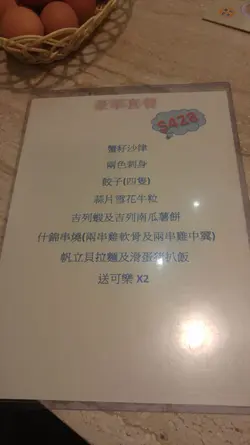 豪華套餐
$428
蟹籽沙律
兩色刺身
餃子(四隻)
蒜片雪花牛粒
吉列蝦及吉列南瓜薯餅
什錦串燒(兩串雞軟骨及兩串雞中翼)
帆立貝拉麵及滑蛋豬扒飯
送可樂 X2